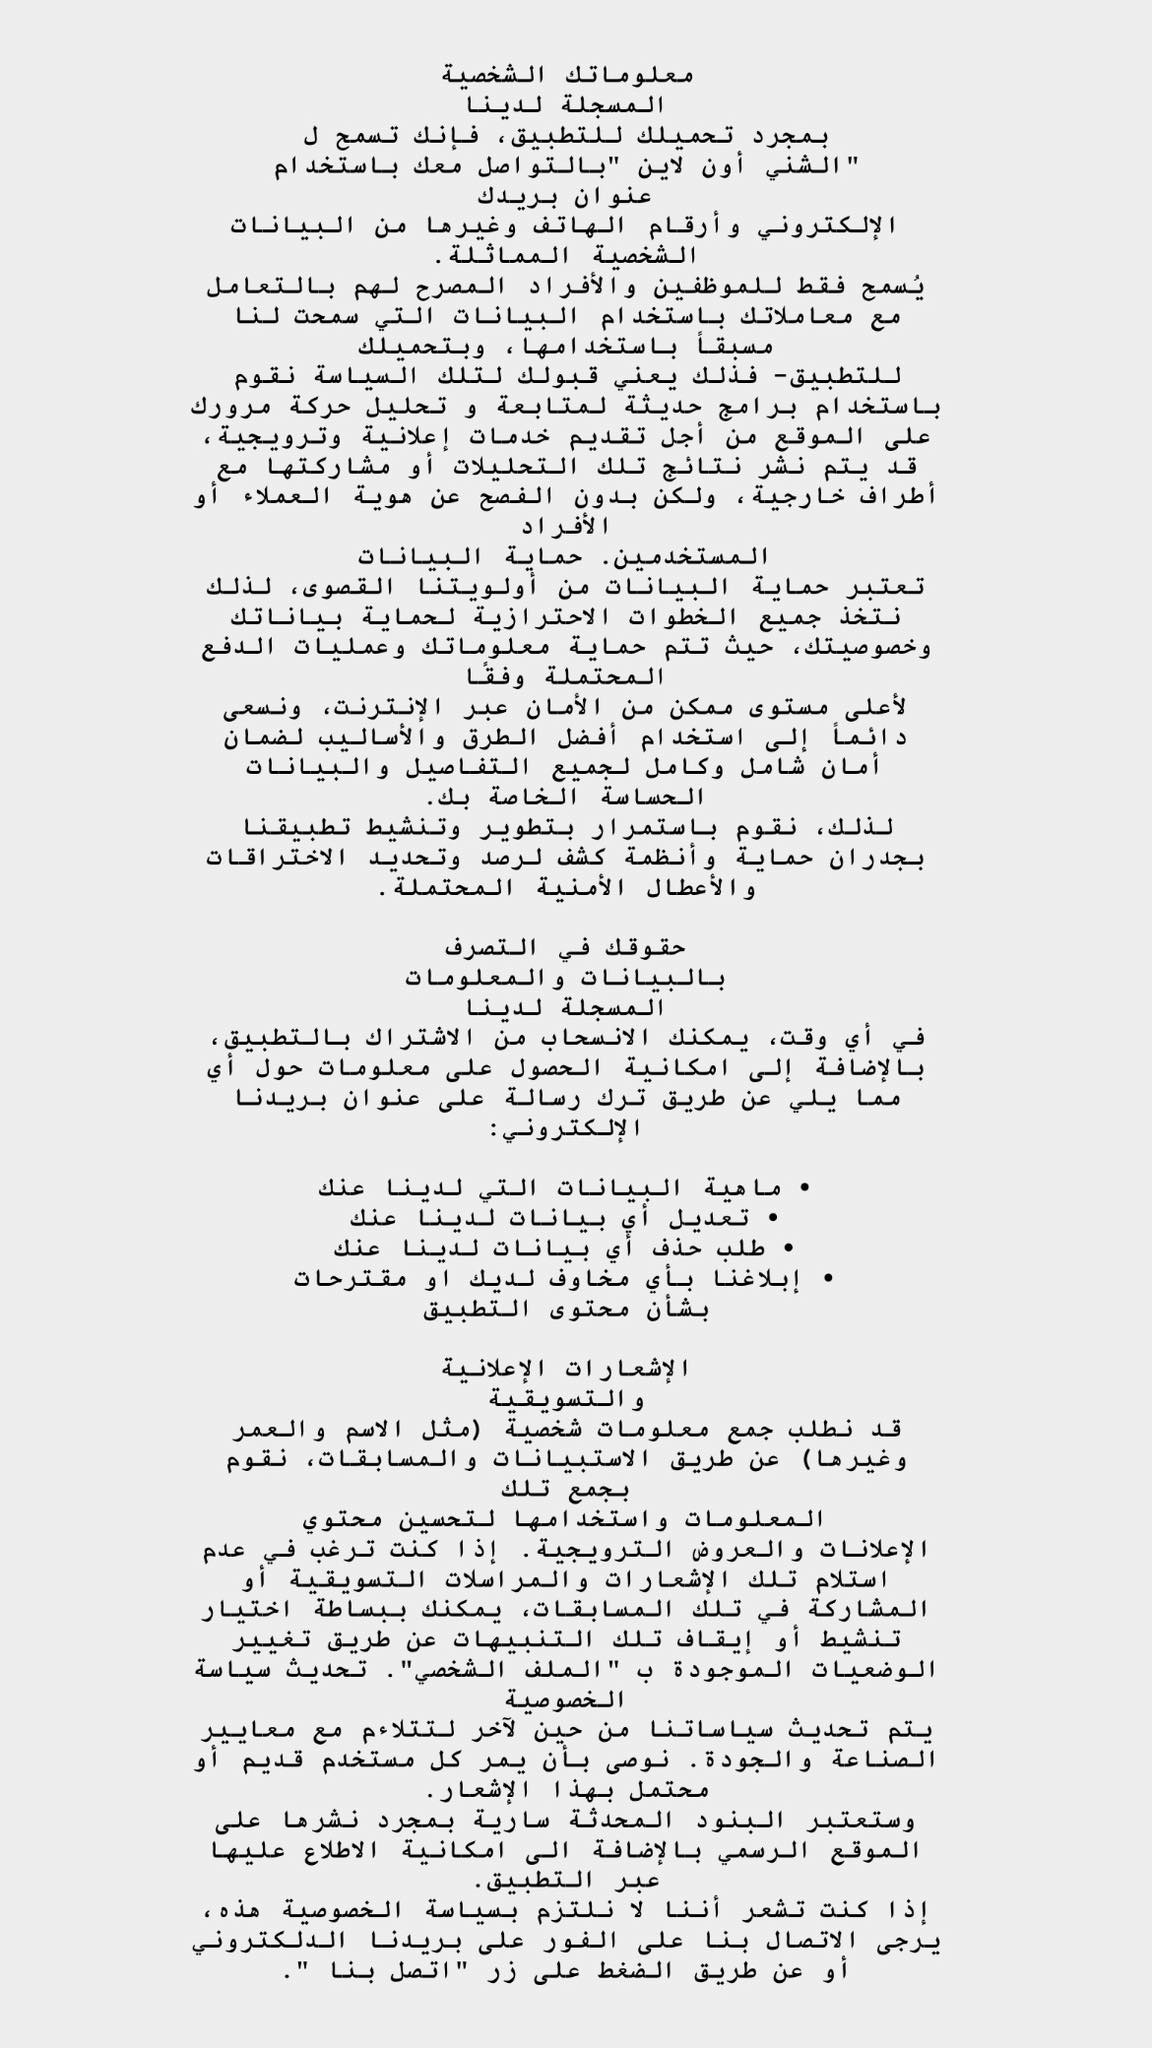 معلوماتك الشخصية
المسجلة لدينا
بمجرد تحميلك للتطبيق، فإنك تسمح ل
"الشني أون لاين "بالتواصل معك باستخدام
عنوان بريدك
الإلكتروني وأرقام الهاتف وغيرها من البيانات
الشخصية المماثلة.
يُسمح فقط للموظفين والأفراد المصرح لهم بالتعامل
مع معاملاتك باستخدام البيانات التي سمحت لنا
مسبقاً باستخدامها، وبتحميلك
للتطبيق- فذلك يعني قبولك لتلك السياسة نقوم
باستخدام برامج حديثة لمتابعة و تحليل حركة مرورك
على الموقع من أجل تقديم خدمات إعلانية وترويجية،
قد يتم نشر نتائج تلك التحليلات أو مشاركتها مع
أطراف خارجية، ولكن بدون الفصح عن هوية العملاء أو
الأفراد
المستخدمين. حماية البيانات
تعتبر حماية البيانات من أولويتنا القصوى، لذلك
نتخذ جميع الخطوات الاحترازية لحماية بياناتك
وخصوصيتك، حيث تتم حماية معلوماتك وعمليات الدفع
المحتملة وفقًا
لأعلى مستوى ممكن من الأمان عبر الإنترنت، ونسعى
دائماً إلى استخدام أفضل الطرق والأساليب لضمان
أمان شامل وكامل لجميع التفاصيل والبيانات
الحساسة الخاصة بك.
لذلك، نقوم باستمرار بتطوير وتنشيط تطبيقنا
بجدران حماية وأنظمة كشف لرصد وتحديد الاختراقات
والأعطال الأمنية المحتملة.
حقوقك في التصرف
بالبيانات والمعلومات
المسجلة لدينا
في أي وقت، يمكنك الانسحاب من الاشتراك بالتطبيق،
بالإضافة إلى امكانية الحصول على معلومات حول أي
مما يلي عن طريق ترك رسالة على عنوان بريدنا
الإلكتروني:
• ماهية البيانات التي لدينا عنك
• تعديل أي بيانات لدينا عنك
• طلب حذف أي بيانات لدينا عنك
• إبلاغنا بأي مخاوف لديك او مقترحات
بشأن محتوى التطبيق
الإشعارات الإعلانية
والتسويقية
قد نطلب جمع معلومات شخصية (مثل الاسم والعمر
وغيرها) عن طريق الاستبيانات والمسابقات، نقوم
بجمع تلك
المعلومات واستخدامها لتحسين محتوي
الإعلانات والعروض الترويجية. إذا كنت ترغب في عدم
استلام تلك الإشعارات والمراسلات التسويقية أو
المشاركة في تلك المسابقات، يمكنك ببساطة اختيار
تنشيط أو إيقاف تلك التنبيهات عن طريق تغيير
الوضعيات الموجودة ب "الملف الشخصي". تحديث سياسة
الخصوصية
يتم تحديث سياساتنا من حين لآخر لتتلاءم مع معايير
الصناعة والجودة. نوصى بأن يمر كل مستخدم قديم أو
محتمل بهذا الإشعار.
وستعتبر البنود المحدثة سارية بمجرد نشرها على
الموقع الرسمي بالإضافة الى امكانية الاطلاع عليها
عبر التطبيق.
إذا كنت تشعر أننا لا نلتزم بسياسة الخصوصية هذه،
يرجى الاتصال بنا على الفور على بريدنا الدلكتروني
أو عن طريق الضغط على زر "اتصل بنا ".